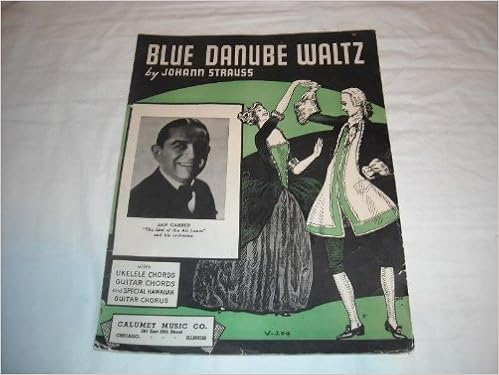 BLUE DANUBE WALTZ
by JOHANN STRAUSS
JAN GARBER
"The Idol of the Air Lanes"
and his orchestra
with
UKELELE CHORDS
GUITAR CHORDS
and SPECIAL HAWAIIAN
GUITAR CHORUS
CALUMET MUSIC CO.
CHICAGO, - - - ILLINOIS